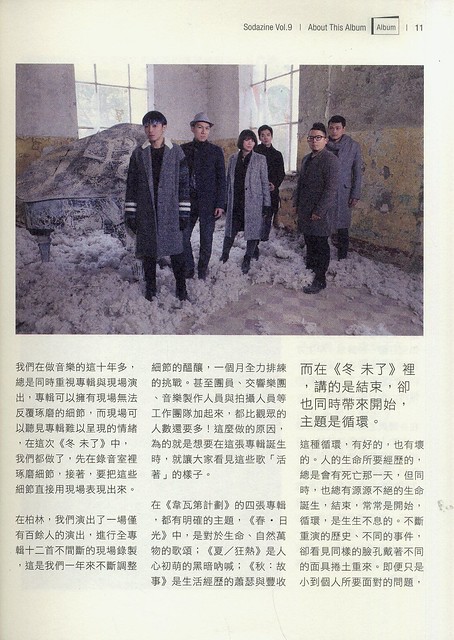 Sodazine Vol.9 | About This Album Album | 11
我們在做音樂的這十年多，
總是同時重視專輯與現場演
出，專輯可以擁有現場無法
反覆琢磨的細節，而現場可
以聽見專輯難以呈現的情緒
，在這次《冬 未了》中，
我們都做了，先在錄音室裡
琢磨細節，接著，要把這些
細節直接用現場表現出來。
在柏林，我們演出了一場僅
有百餘人的演出，進行全專
輯十二首不間斷的現場錄製
，這是我們一年來不斷調整
細節的醞釀，一個月全力排練
的挑戰。甚至團員、交響樂團
、音樂製作人員與拍攝人員等
工作團隊加起來，都比觀眾的
人數還要多！這麼做的原因，
為的就是想要在這張專輯誕生
時，就讓大家看見這些歌「活
著」的樣子。
在《韋瓦第計劃》的四張專輯
，都有明確的主題，《春・日
光》中，是對於生命、自然萬
物的歌頌；《夏／狂熱》是人
心初萌的黑暗吶喊；《秋：故
事》是生活經歷的蕭瑟與豐收
而在《冬 未了》裡
，講的是結束，卻
也同時帶來開始，
主題是循環。
這種循環，有好的，也有壞
的。人的生命所要經歷的，
總是會有死亡那一天，但同
時，也總有源源不絕的生命
誕生，結束，常常是開始，
循環，是生生不息的。不斷
重演的歷史、不同的事件，
卻看見同樣的臉孔戴著不同
的面具捲土重來。即便只是
小到個人所要面對的問題，